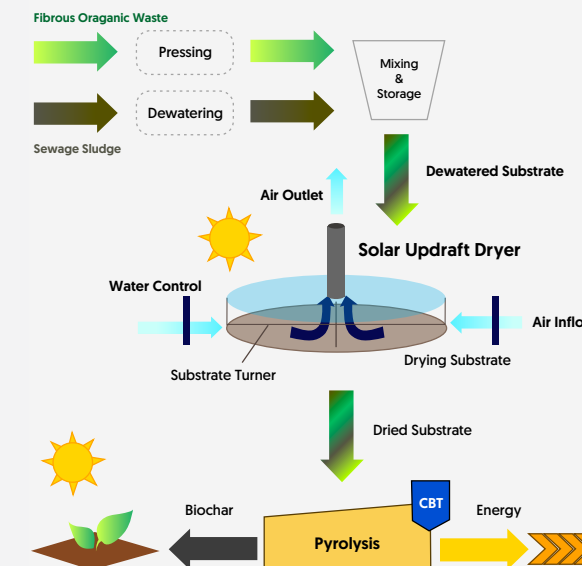 Fibrous Oraganic Waste
Pressing
Mixing
&
Storage
Dewatering
Sewage Sludge
Dewatered Substrate
Air Outlet
Solar Updraft Dryer
Water Control
Air Inflo
Drying Substrate
Substrate Turner
Dried Substrate
CBT
Biochar
Energy
Pyrolysis